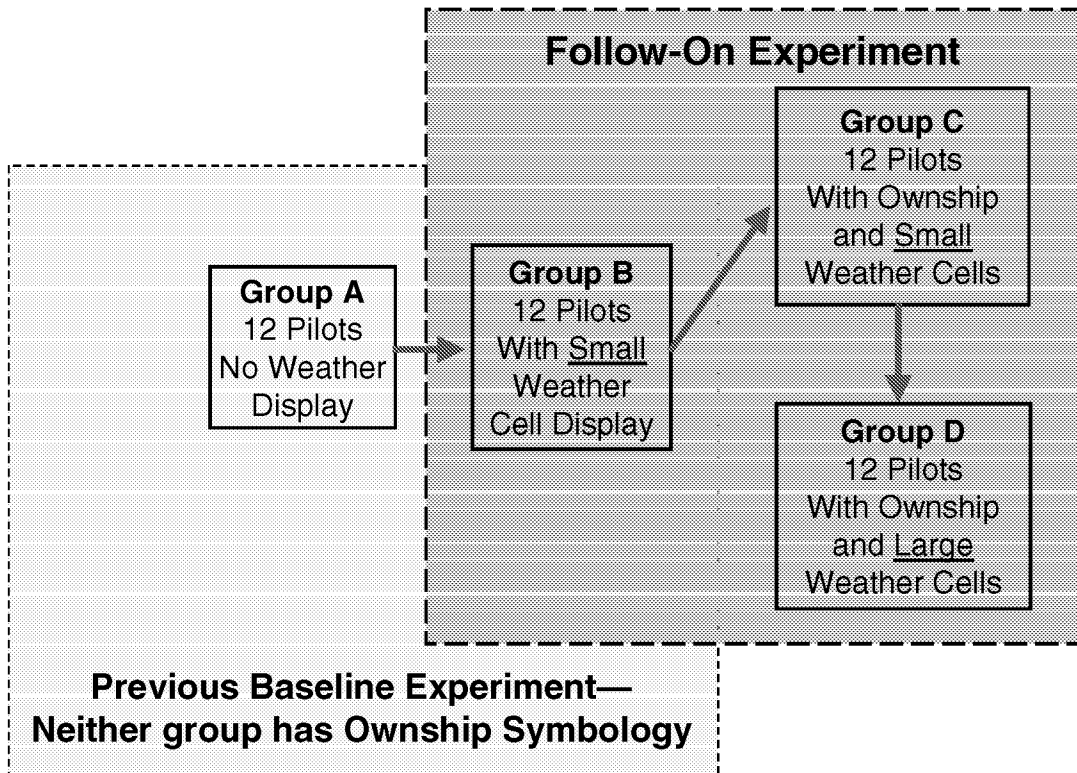 Follow-On Experiment
Group A
12 Pilots
No Weather
Display
Group B
12 Pilots
With Small
Weather
Cell Display
Group C
12 Pilots
With Ownship
and Small
Weather Cells
Group D
12 Pilots
With Ownship
and Large
Weather Cells
Previous Baseline Experiment—
Neither group has Ownship Symbology